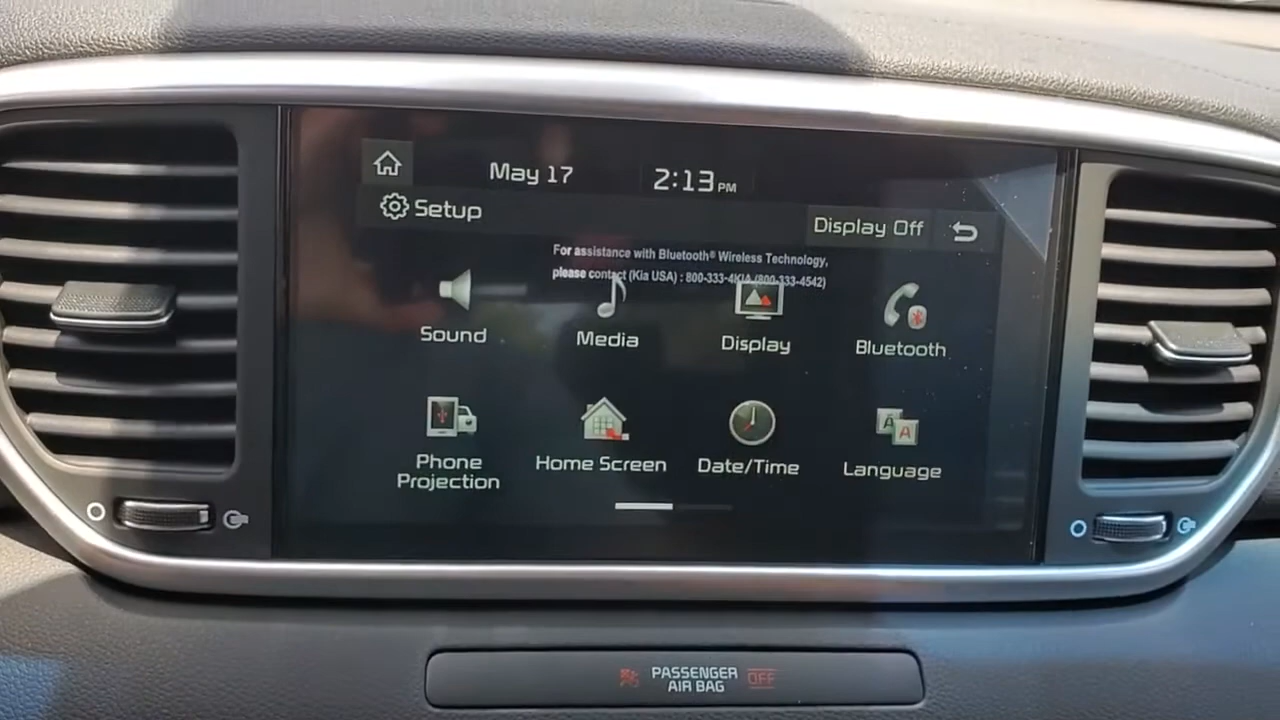 May 17
2:13 PM
Setup
Display Off
For assistance with Bluetooth® Wireless Technology,
please contact (Kia USA) : 800-333-4KIA (800-333-4542)
Sound
Media
Display
Bluetooth
Phone
Projection
Home Screen
Date/Time
Language
A A
PASSENGER
AIR BAG
OFF